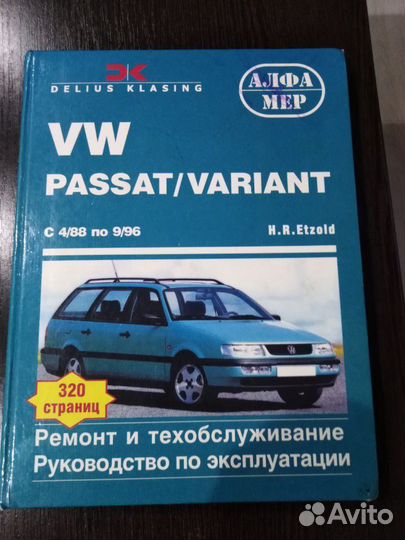 DK
DELIUS KLASING
АЛФА
МЕР
VW
PASSAT/VARIANT
С 4/88 по 9/96
H.R.Etzold
320
страниц
Ремонт и техобслуживание
Руководство по эксплуатации
Avito